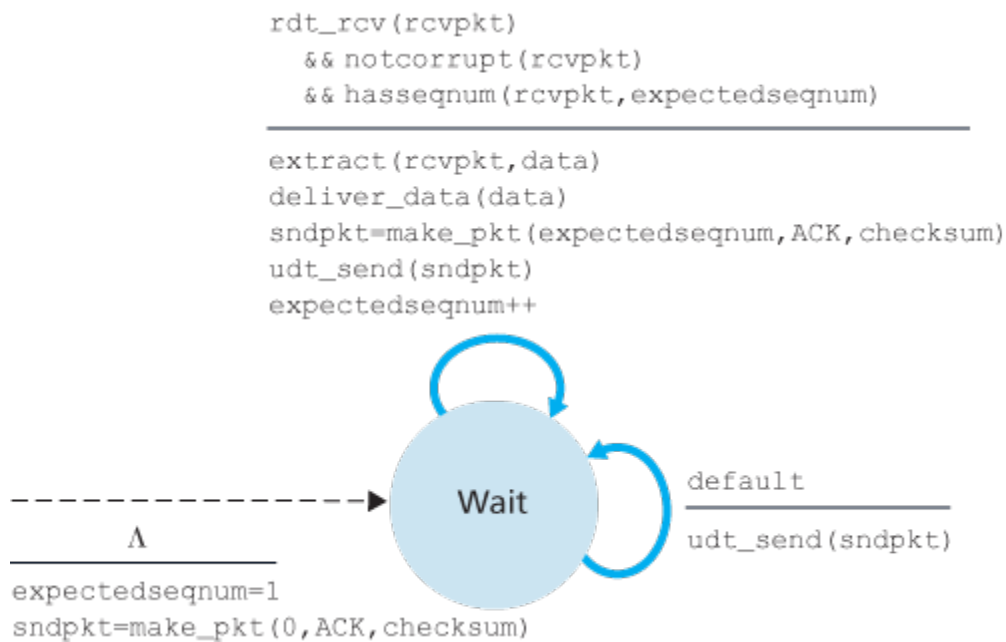 rdt_rcv(rcvpkt)
&& notcorrupt(rcvpkt)
&& hasseqnum(rcvpkt,expectedseqnum)
extract(rcvpkt,data)
deliver_data(data)
sndpkt=make_pkt(expectedseqnum,ACK,checksum)
udt_send(sndpkt)
expectedseqnum++
Wait
default
udt_send(sndpkt)
Λ
expectedseqnum=1
sndpkt=make_pkt(0,ACK,checksum)